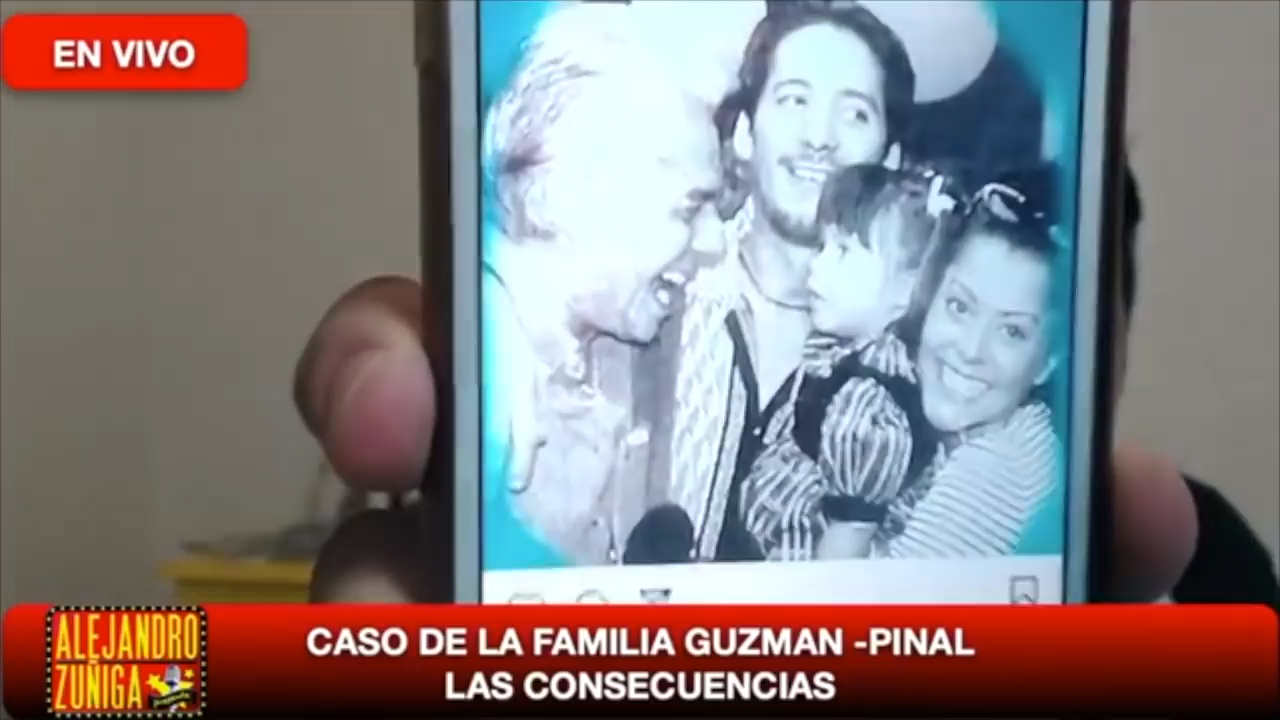 EN VIVO
CASO DE LA FAMILIA GUZMAN -PINAL
LAS CONSECUENCIAS
ALEJANDRO
ZUÑIGA